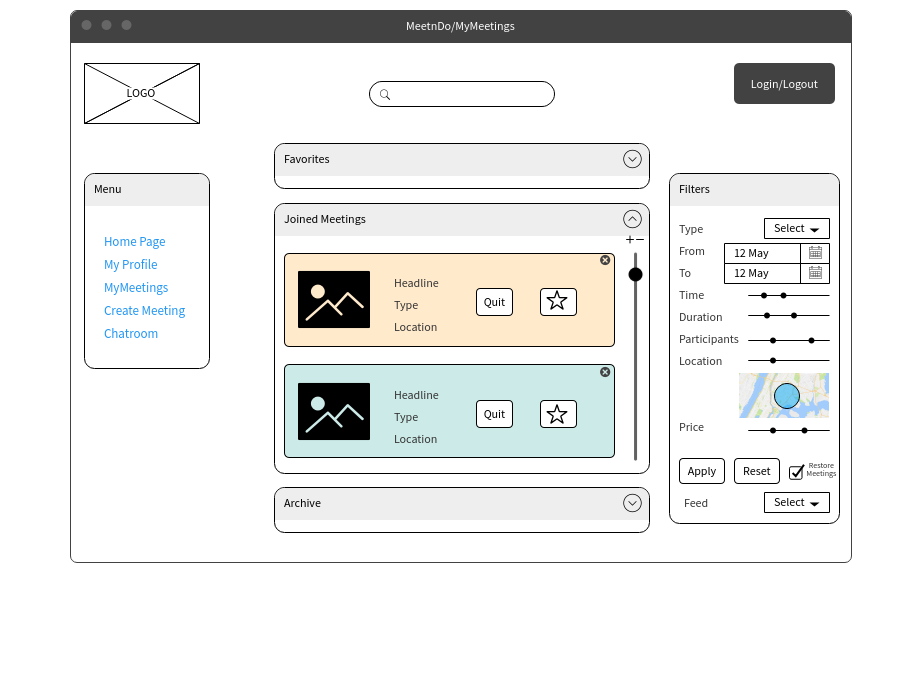 MeetnDo/MyMeetings
LOGO
Login/Logout
Menu
Home Page
My Profile
MyMeetings
Create Meeting
Chatroom
Favorites
Joined Meetings
+−
Headline
Type
Location
Quit
Headline
Type
Location
Quit
Archive
Filters
Type Select
From 12 May
To 12 May
Time
Duration
Participants
Location
Price
Apply Reset Restore
Meetings
Feed Select